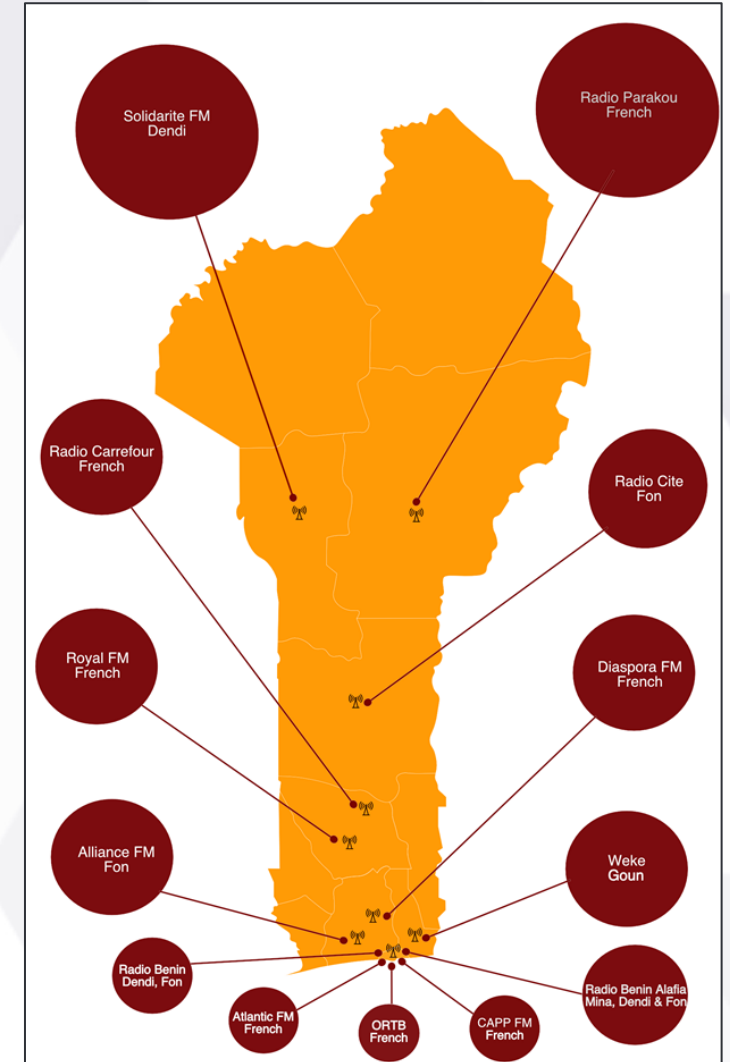 Solidarite FM
Dendi
Radio Parakou
French
Radio Carrefour
French
Radio Cite
Fon
Royal FM
French
Diaspora FM
French
Alliance FM
Fon
Weke
Goun
Radio Benin
Dendi, Fon
Radio Benin Alafia
Mina, Dendi & Fon
Atlantic FM
French
ORTB
French
CAPP FM
French